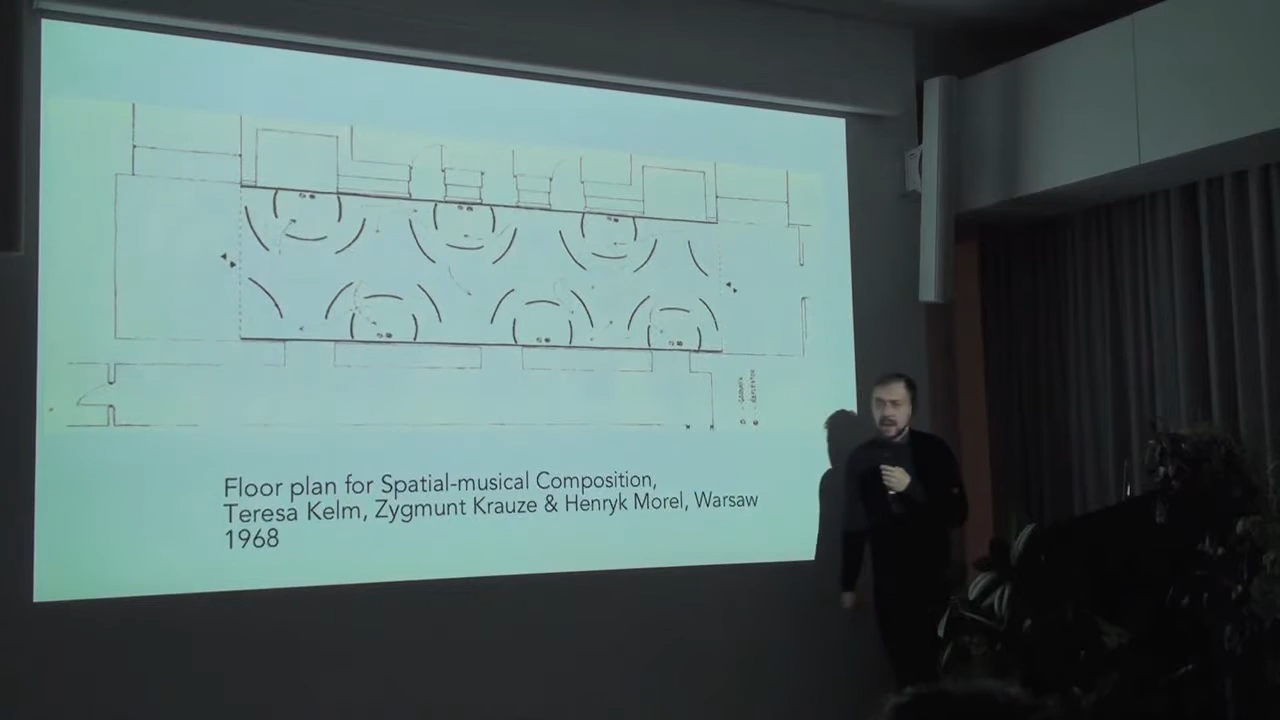 Floor plan for Spatial-musical Composition,
Teresa Kelm, Zygmunt Krauze & Henryk Morel, Warsaw
1968